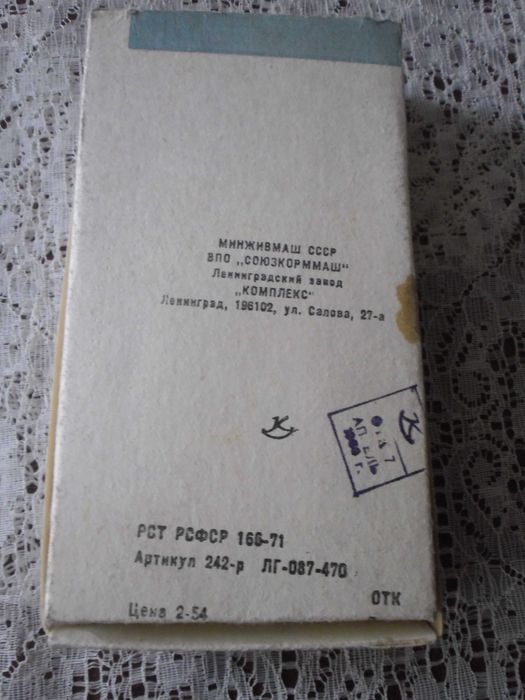 МИНЖИВМАШ СССР
ВПО „СОЮЗКОРММАШ"
Ленинградский завод
„КОМПЛЕКС"
Ленинград, 196102, ул. Салова, 27-а
К
К
7
г.
РСТ РСФСР 166-71
Артикул 242-р ЛГ-087-470
ОТК
Цена 2-54